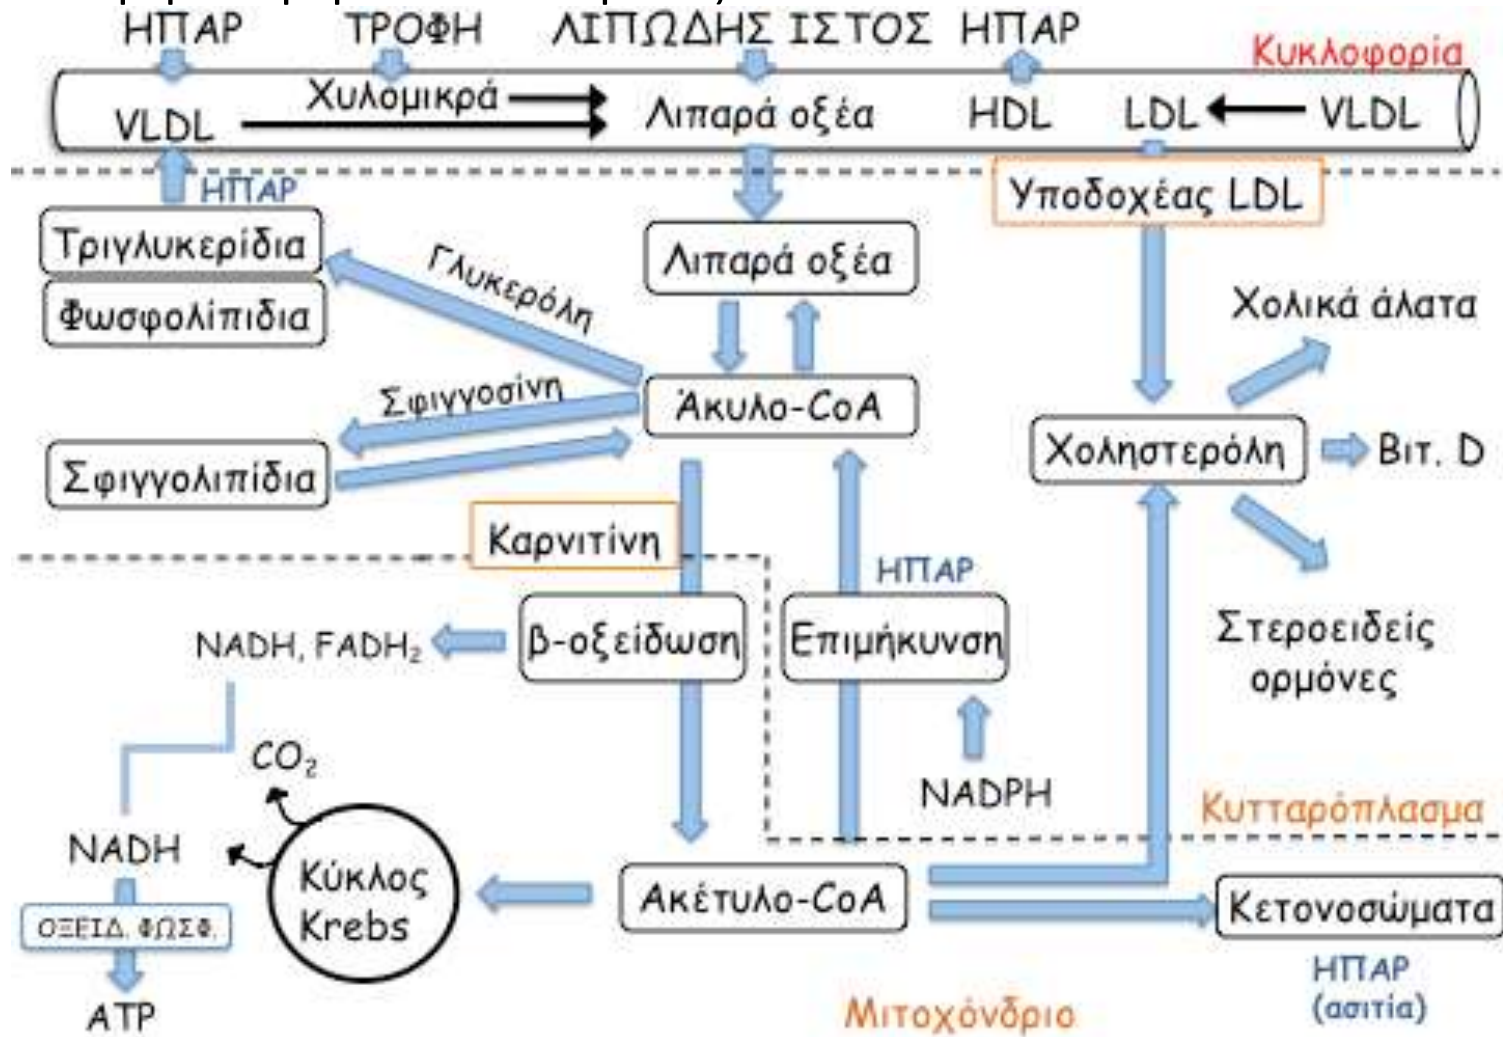 ΗΠΑΡ ΤΡΟΦΗ ΛΙΠΩΔΗΣ ΙΣΤΟΣ ΗΠΑΡ
Κυκλοφορία
Χυλομικρά
VLDL Λιπαρά οξέα HDL LDL VLDL
ΗΠΑΡ
Υποδοχέας LDL
Τριγλυκερίδια
Γλυκερόλη
Λιπαρά οξέα
Φωσφολίπιδια
Χολικά άλατα
Σφιγγοσίνη
Άκυλο-CoA
Χοληστερόλη
Βιτ. D
Σφιγγολιπίδια
Καρνιτίνη
ΗΠΑΡ
NADH, FADH₂
β-οξείδωση
Επιμήκυνση
Στεροειδείς
ορμόνες
CO₂
NADPH
Κυτταρόπλασμα
NADH
Κύκλος
Krebs
Ακέτυλο-CoA
Κετονοσώματα
ΟΞΕΙΔ. ΦΩΣΦ.
ΗΠΑΡ
(ασιτία)
ATP
Μιτοχόνδριο